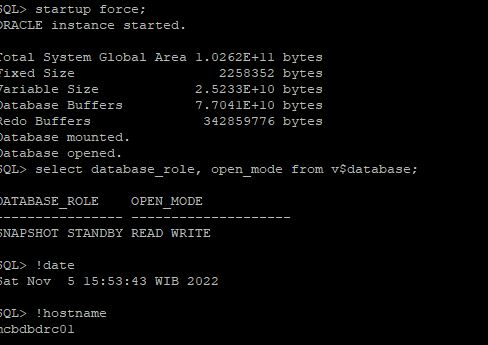 SQL> startup force;
ORACLE instance started.
Total System Global Area 1.0262E+11 bytes
Fixed Size 2258352 bytes
Variable Size 2.5233E+10 bytes
Database Buffers 7.7041E+10 bytes
Redo Buffers 342859776 bytes
Database mounted.
Database opened.
SQL> select database_role, open_mode from v$database;
DATABASE_ROLE OPEN_MODE
---------------- --------------------
SNAPSHOT STANDBY READ WRITE
SQL> !date
Sat Nov 5 15:53:43 WIB 2022
SQL> !hostname
ncbdbdrc01